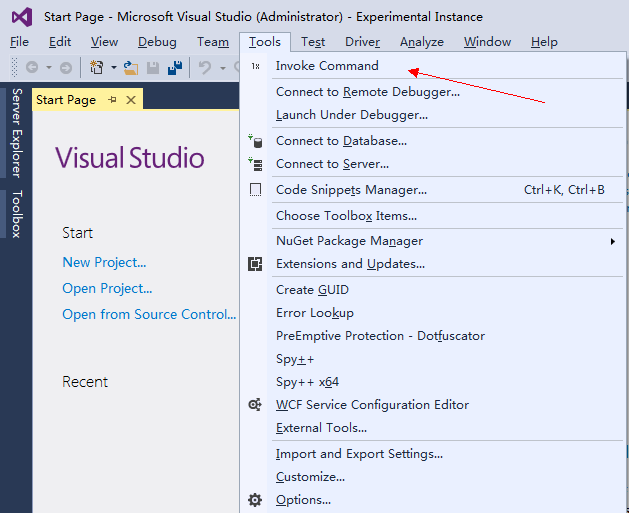 Start Page - Microsoft Visual Studio (Administrator) - Experimental Instance
File Edit View Debug Team Tools Test Driver Analyze Window Help
Server Explorer
Toolbox
Start Page
Visual Studio
Start
New Project...
Open Project...
Open from Source Control...
Recent
1x Invoke Command
Connect to Remote Debugger...
Launch Under Debugger...
Connect to Database...
Connect to Server...
Code Snippets Manager... Ctrl+K, Ctrl+B
Choose Toolbox Items...
NuGet Package Manager
Extensions and Updates...
Create GUID
Error Lookup
PreEmptive Protection - Dotfuscator
Spy++
Spy++ x64
WCF Service Configuration Editor
External Tools...
Import and Export Settings...
Customize...
Options...